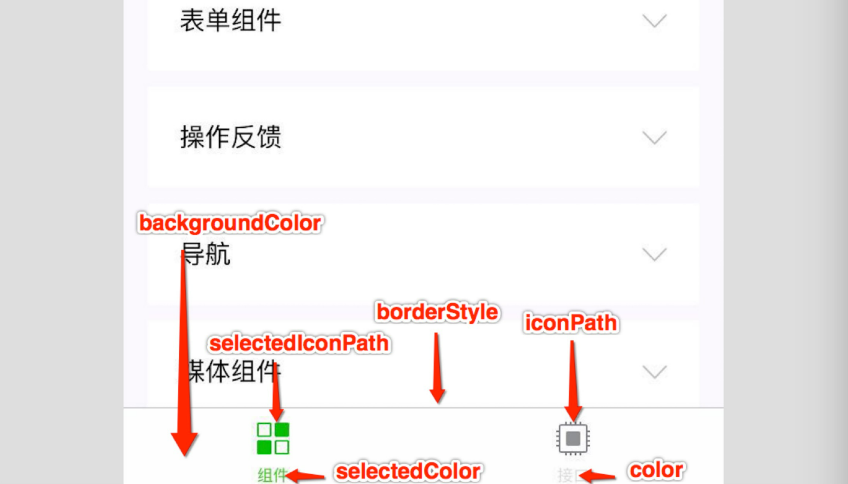 表单组件
操作反馈
backgroundColor
导航
borderStyle
iconPath
selectedIconPath
媒体组件
组件
selectedColor
接口
color